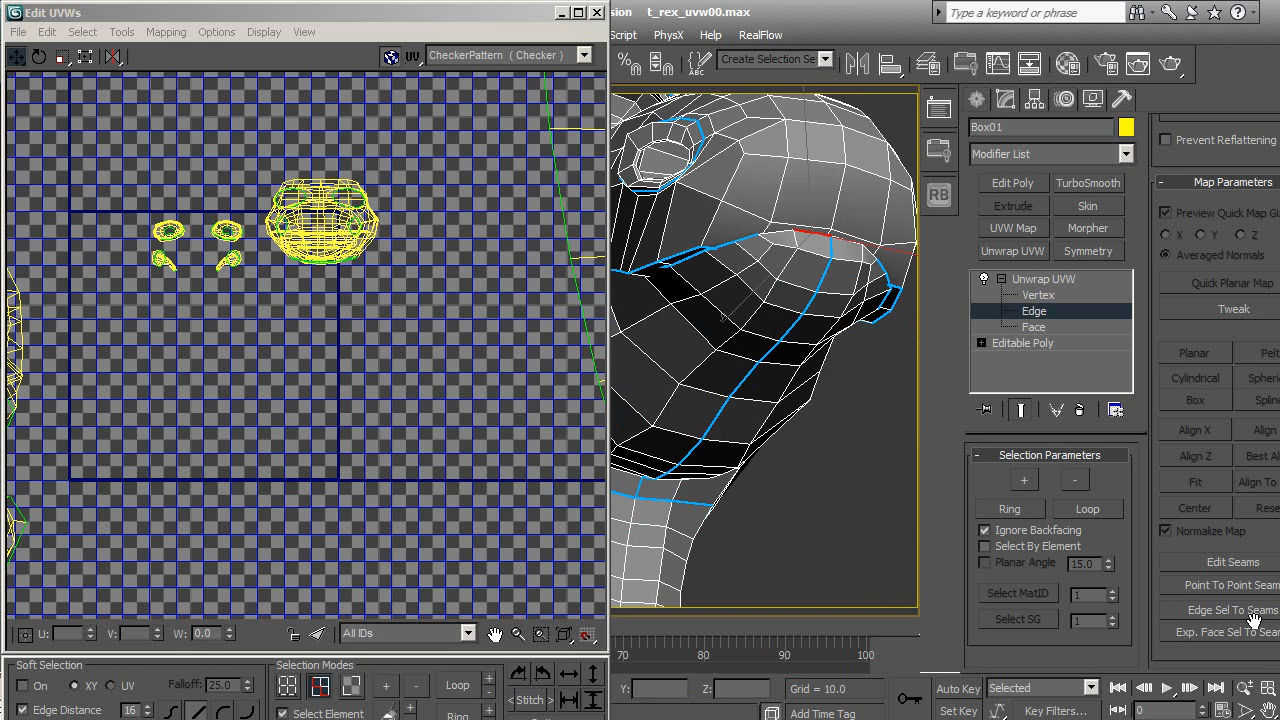 Edit UVWs
File Edit Select Tools Mapping Options Display View
UV CheckerPattern ( Checker )
U: V: W: 0.0 All IDs
Soft Selection
On XY UV Falloff: 25.0
Edge Distance 16
Selection Modes
Select Element
Loop
Ring
Stitch
sion t_rex_uvw00.max
Type a keyword or phrase
Script PhysX Help RealFlow
ABC Create Selection Se
RB
Box01
Modifier List
Edit Poly TurboSmooth
Extrude Skin
UVW Map Morpher
Unwrap UVW Symmetry
Unwrap UVW
Vertex
Edge
Face
Editable Poly
Selection Parameters
+ -
Ring Loop
Ignore Backfacing
Select By Element
Planar Angle 15.0
Select MatID 1
Select SG 1
Prevent Reflattening
Map Parameters
Preview Quick Map Gi
X Y Z
Averaged Normals
Quick Planar Map
Tweak
Planar Pelt
Cylindrical Spheri
Box Spline
Align X Align
Align Z Best Al
Fit Align To
Center Rese
Normalize Map
Edit Seams
Point To Point Seam
Edge Sel To Seams
Exp. Face Sel To Sear
70 80 90 100
Y: Z: Grid = 10.0
Add Time Tag
Auto Key Selected
Set Key Key Filters... 0